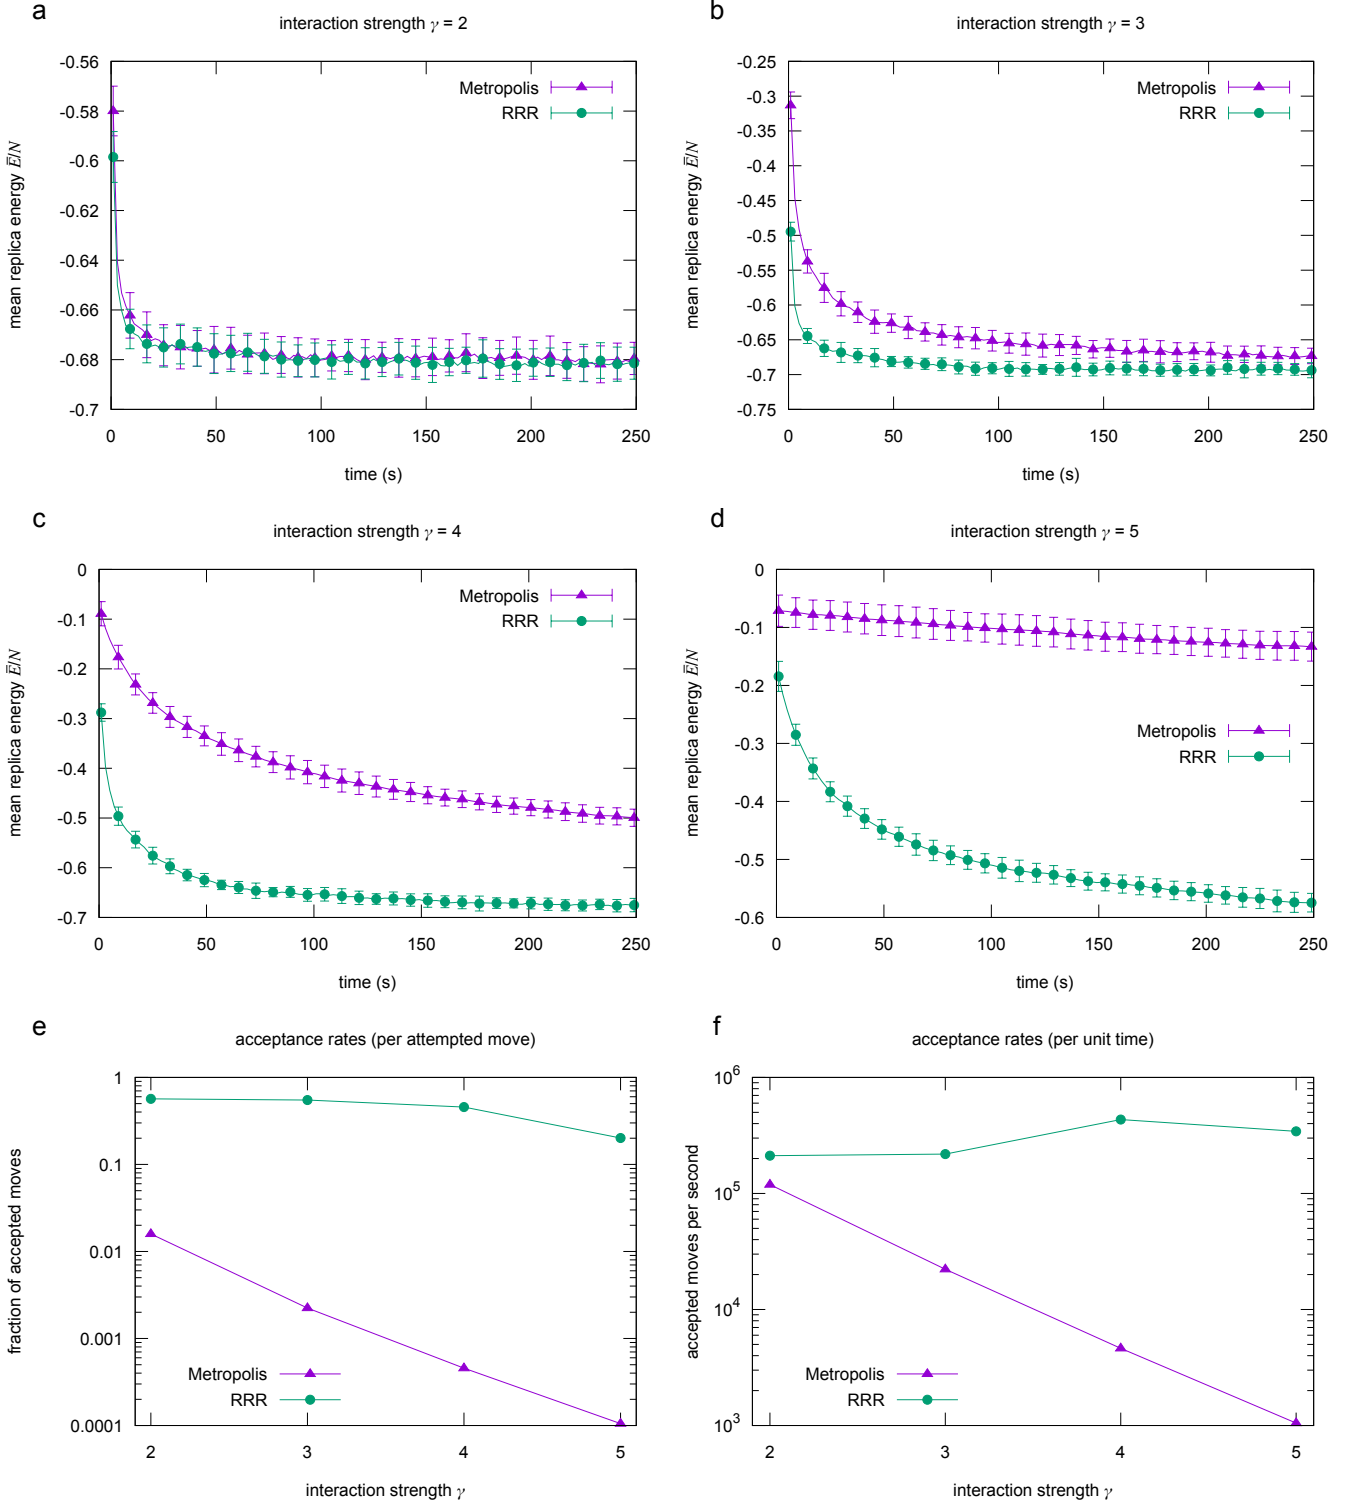 a
interaction strength γ = 2
mean replica energy Ē/N
-0.56
-0.58
-0.6
-0.62
-0.64
-0.66
-0.68
-0.7
Metropolis
RRR
0 50 100 150 200 250
time (s)
b
interaction strength γ = 3
mean replica energy Ē/N
-0.25
-0.3
-0.35
-0.4
-0.45
-0.5
-0.55
-0.6
-0.65
-0.7
-0.75
Metropolis
RRR
0 50 100 150 200 250
time (s)
c
interaction strength γ = 4
mean replica energy Ē/N
0
-0.1
-0.2
-0.3
-0.4
-0.5
-0.6
-0.7
Metropolis
RRR
0 50 100 150 200 250
time (s)
d
interaction strength γ = 5
mean replica energy Ē/N
0
-0.1
-0.2
-0.3
-0.4
-0.5
-0.6
Metropolis
RRR
0 50 100 150 200 250
time (s)
e
acceptance rates (per attempted move)
fraction of accepted moves
1
0.1
0.01
0.001
0.0001
Metropolis
RRR
2 3 4 5
interaction strength γ
f
acceptance rates (per unit time)
accepted moves per second
10⁶
10⁵
10⁴
10³
Metropolis
RRR
2 3 4 5
interaction strength γ